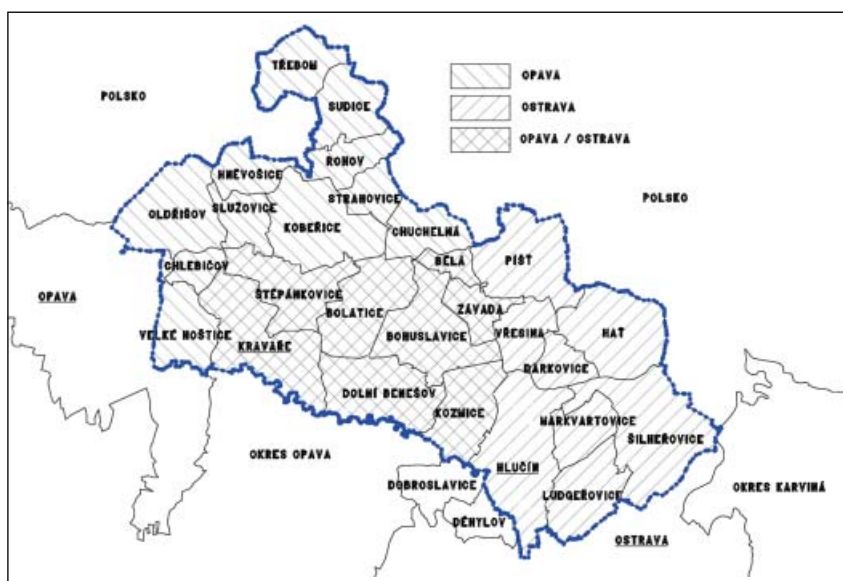 TŘEBOM
OPAVA
POLSKO
SUDICE
OSTRAVA
OPAVA / OSTRAVA
ROHOV
HNĚVOŠICE
STRAHOVICE
POLSKO
OLDŘIŠOV
SLUŽOVICE
KOBEŘICE
CHUCHELNÁ
BĚLÁ
PÍŠŤ
CHLEBIČOV
ŠTĚPÁNKOVICE
OPAVA
BOLATICE
ZÁVADA
VELKÉ HOŠTICE
BOHUSLAVICE
VŘESINA
HAŤ
KRAVAŘE
DARKOVICE
DOLNÍ BENEŠOV
KOZMICE
MARKVARTOVICE
ŠILHEŘOVICE
OKRES OPAVA
HLUČÍN
DOBROSLAVICE
OKRES KARVINÁ
LUDGEŘOVICE
DĚHYLOV
OSTRAVA